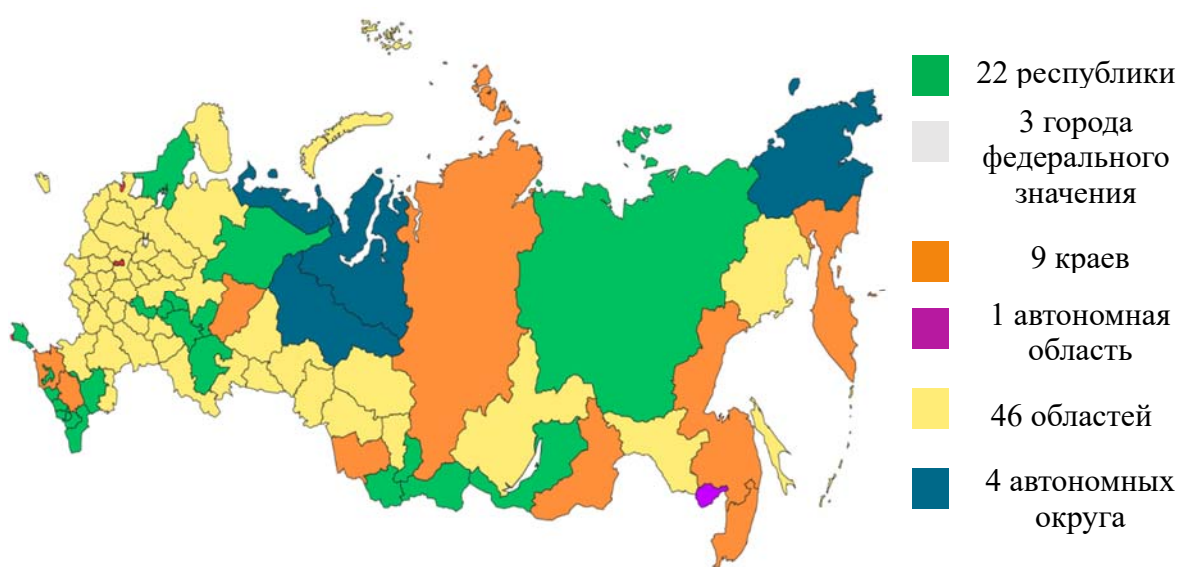 22 республики
3 города
федерального
значения
9 краев
1 автономная
область
46 областей
4 автономных
округа